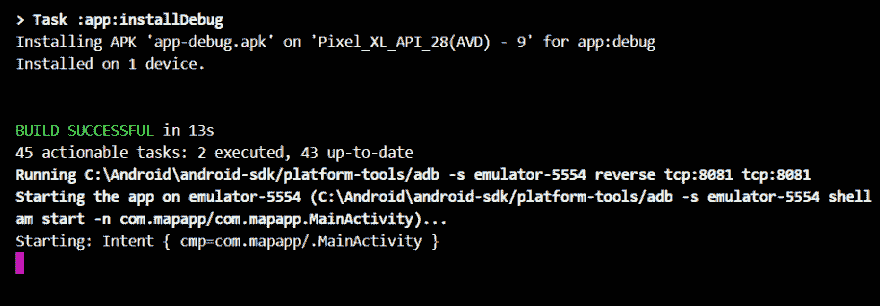 > Task :app:installDebug
Installing APK 'app-debug.apk' on 'Pixel_XL_API_28(AVD) - 9' for app:debug
Installed on 1 device.
BUILD SUCCESSFUL in 13s
45 actionable tasks: 2 executed, 43 up-to-date
Running C:\Android\android-sdk/platform-tools/adb -s emulator-5554 reverse tcp:8081 tcp:8081
Starting the app on emulator-5554 (C:\Android\android-sdk/platform-tools/adb -s emulator-5554 shell
am start -n com.mapapp/com.mapapp.MainActivity)...
Starting: Intent { cmp=com.mapapp/.MainActivity }